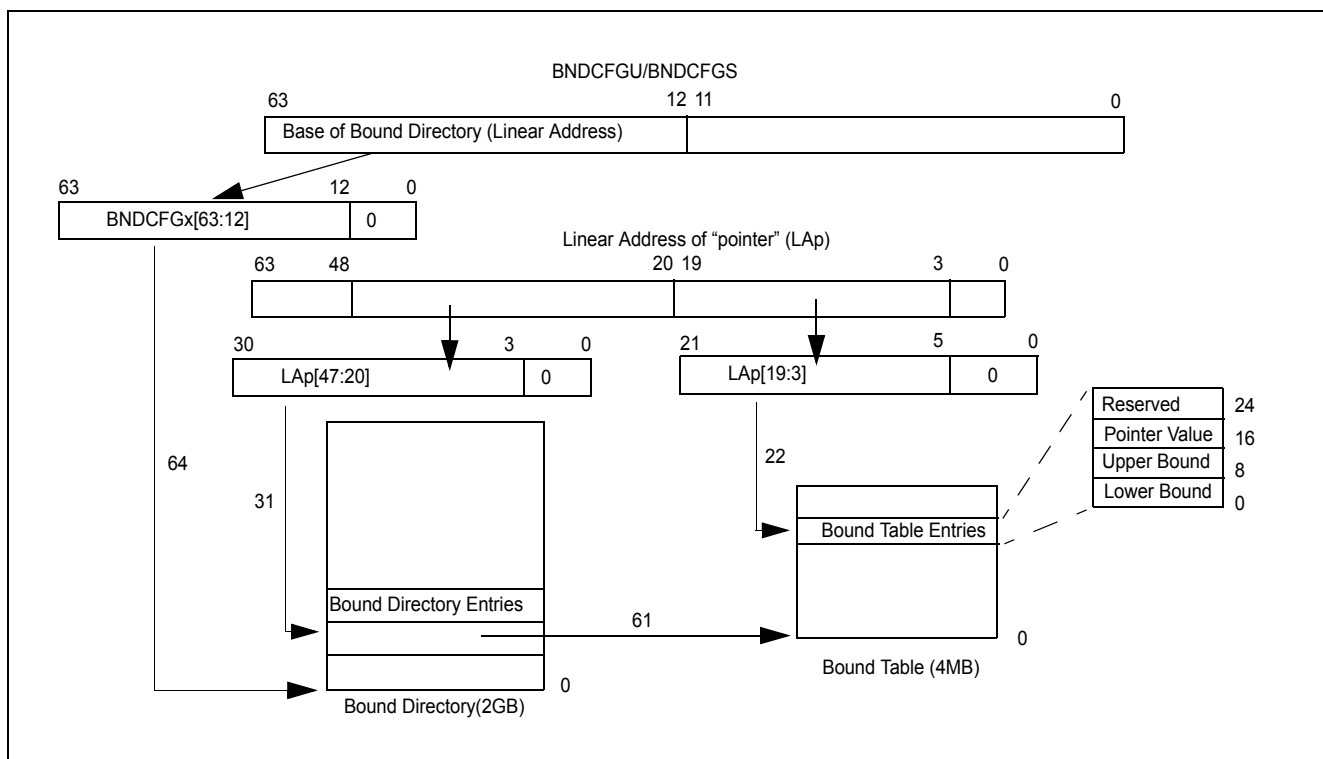 BNDCFGU/BNDCFGS
63 12 11 0
Base of Bound Directory (Linear Address)
63 12 0
BNDCFGx[63:12] 0
Linear Address of “pointer” (LAp)
63 48 20 19 3 0
30 3 0
21 5 0
LAp[47:20] 0
LAp[19:3] 0
Reserved 24
Pointer Value 16
Upper Bound 8
Lower Bound 0
64
31
22
Bound Table Entries
Bound Directory Entries
61
0
Bound Table (4MB)
0
Bound Directory(2GB)